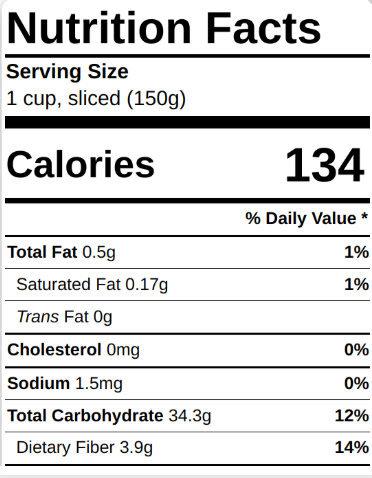 Nutrition Facts
Serving Size
1 cup, sliced (150g)
Calories 134
% Daily Value *
Total Fat 0.5g 1%
Saturated Fat 0.17g 1%
Trans Fat 0g
Cholesterol 0mg 0%
Sodium 1.5mg 0%
Total Carbohydrate 34.3g 12%
Dietary Fiber 3.9g 14%